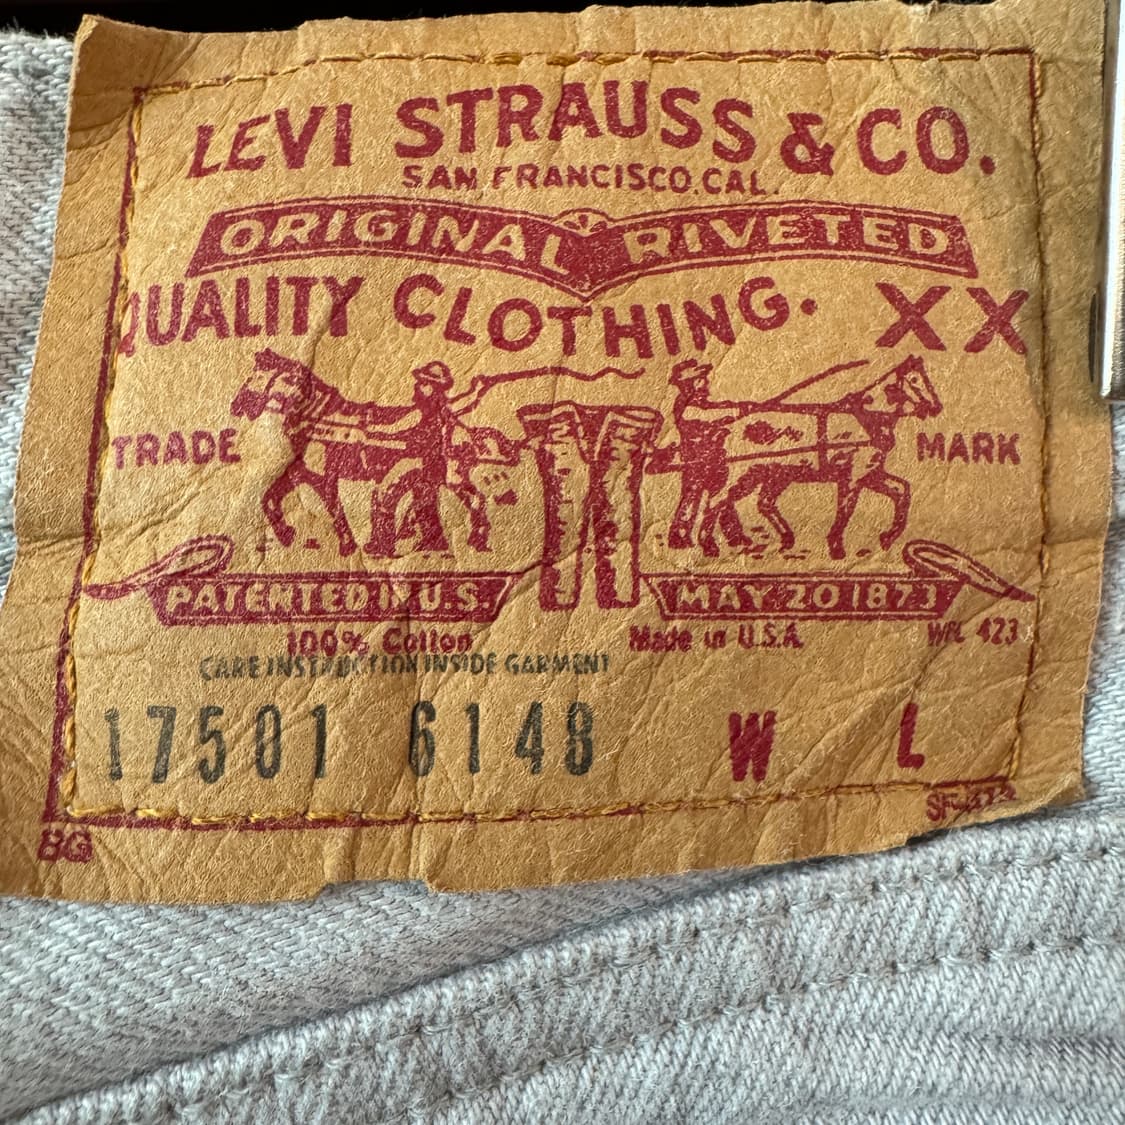 LEVI STRAUSS & CO.
SAN FRANCISCO, CAL.
ORIGINAL RIVETED
QUALITY CLOTHING. XX
TRADE MARK
PATENTED IN U.S. MAY 20 1873
100% Cotton Made in U.S.A. WPL 423
CARE INSTRUCTION INSIDE GARMENT
17501 6148 W L
8G